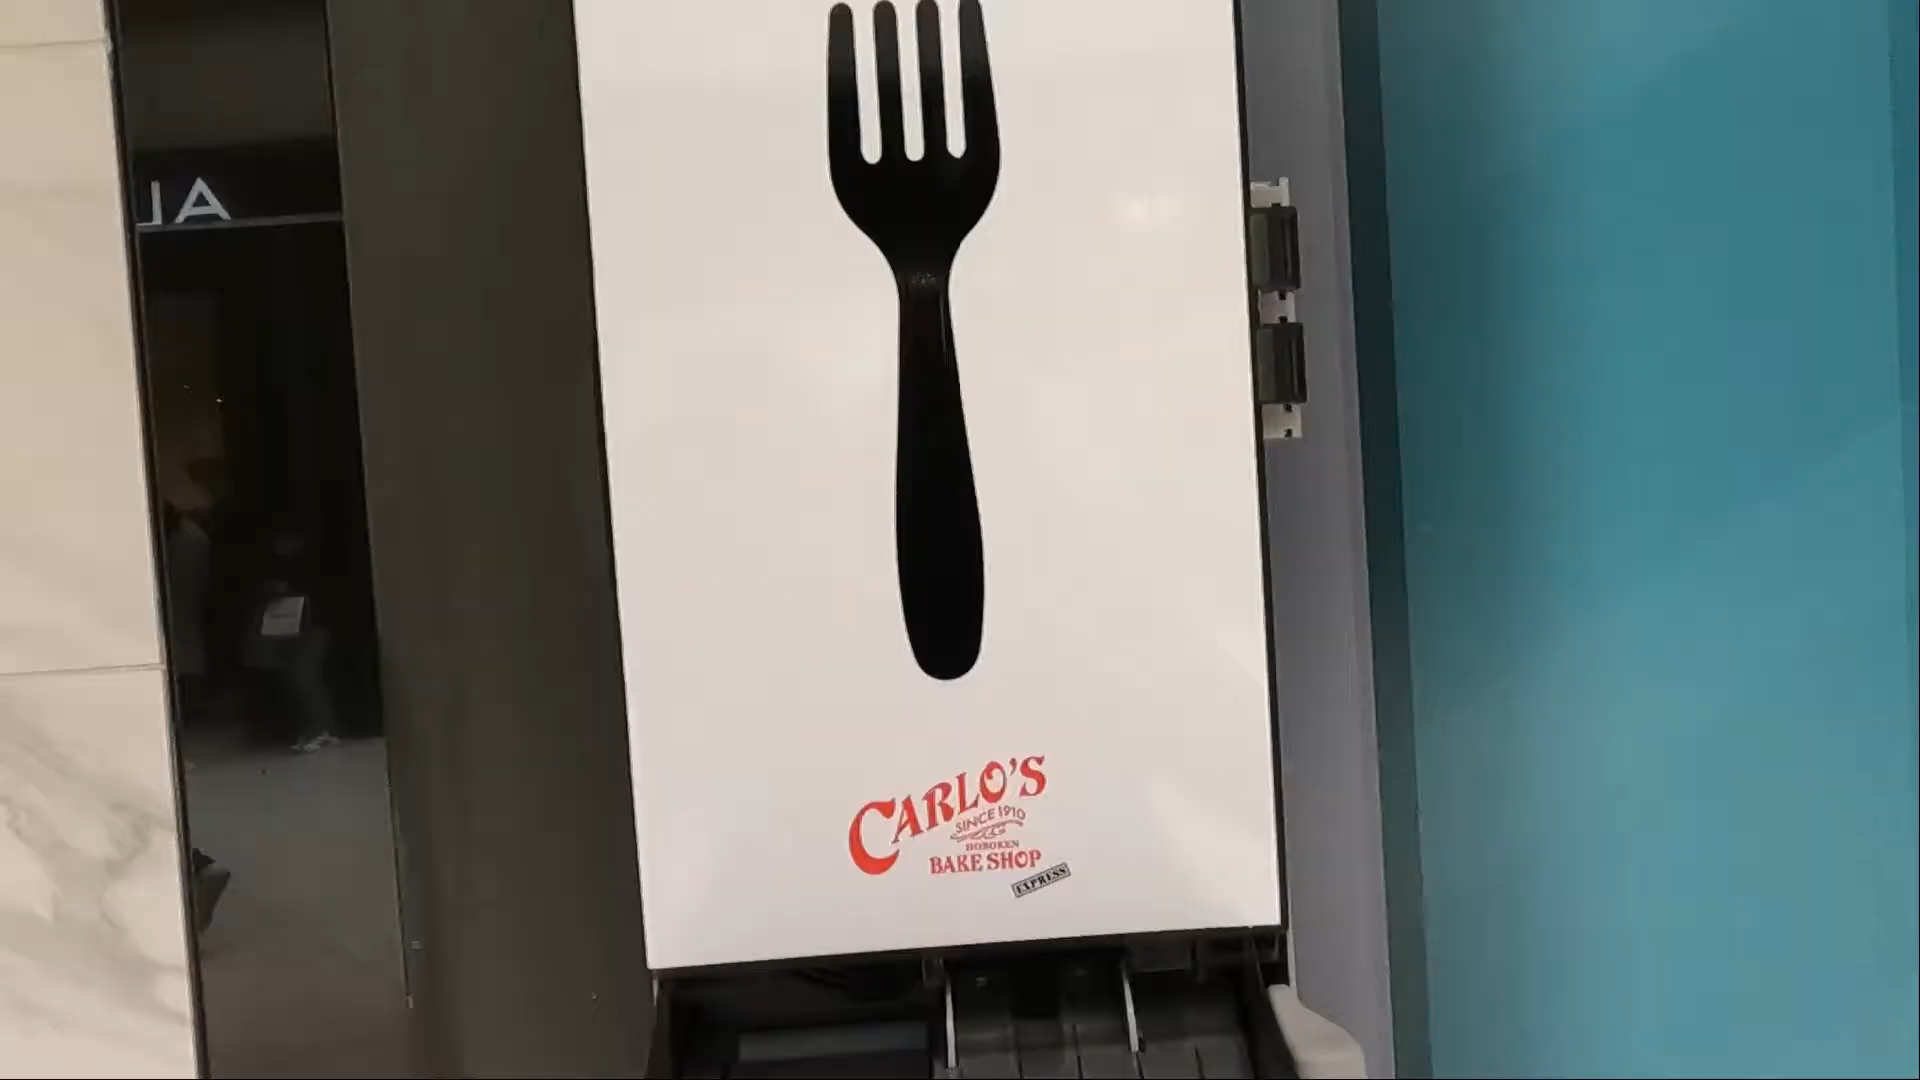 CARLO'S
SINCE 1910
HOBOKEN
BAKE SHOP
EXPRESS